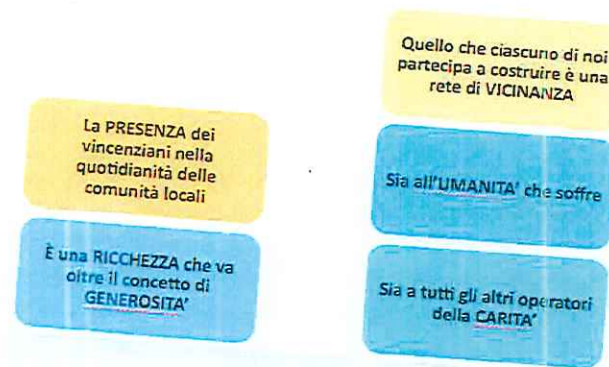 La PRESENZA dei
vincenziani nella
quotidianità delle
comunità locali
È una RICCHEZZA che va
oltre il concetto di
GENEROSITA'
Quello che ciascuno di noi
partecipa a costruire è una
rete di VICINANZA
Sia all'UMANITA' che soffre
Sia a tutti gli altri operatori
della CARITA'